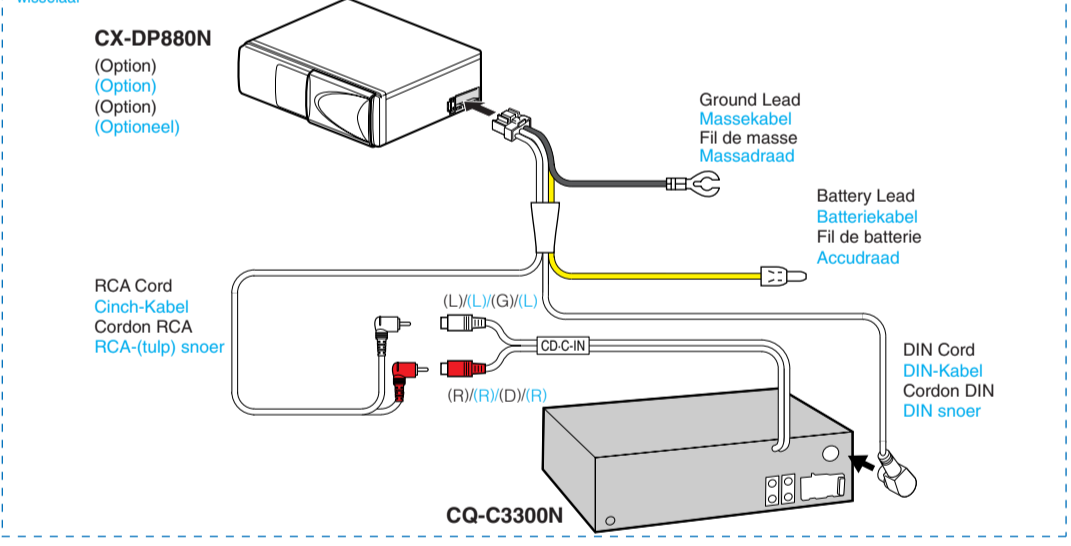 wisselaar
CX-DP880N
(Option)
(Option)
(Option)
(Optioneel)
Ground Lead
Massekabel
Fil de masse
Massadraad
Battery Lead
Batteriekabel
Fil de batterie
Accudraad
RCA Cord
Cinch-Kabel
Cordon RCA
RCA-(tulp) snoer
(L)/(L)/(G)/(L)
CD·C-IN
(R)/(R)/(D)/(R)
DIN Cord
DIN-Kabel
Cordon DIN
DIN snoer
CQ-C3300N